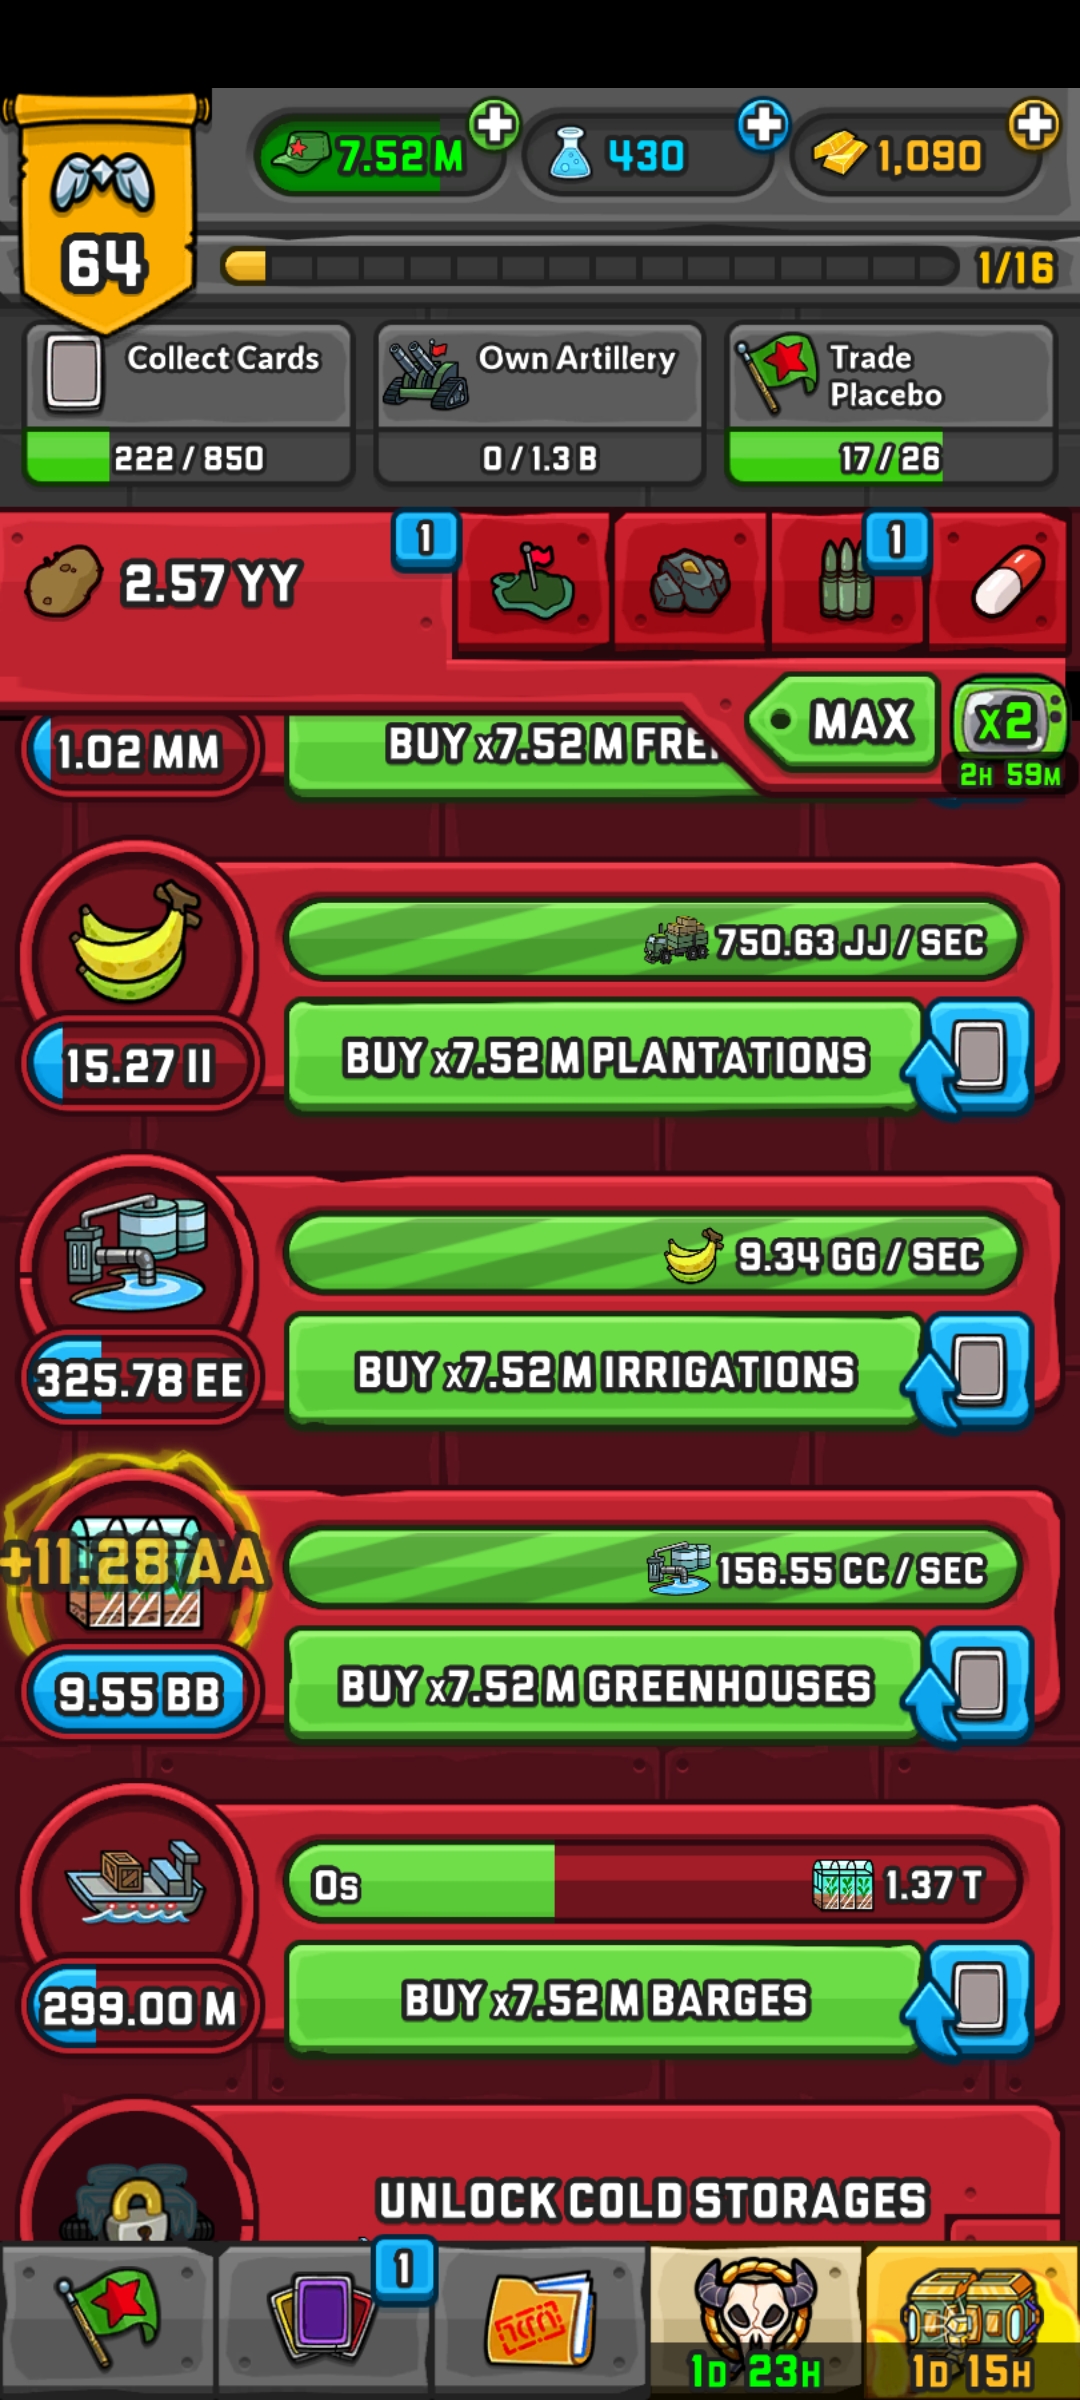 7.52 M
430
1,090
64
1/16
Collect Cards
222 / 850
Own Artillery
0 / 1.3 B
Trade
Placebo
17 / 26
2.57 YY
1
1
MAX
x2
2H 59M
1.02 MM
BUY x7.52 M
750.63 JJ / SEC
15.27 II
BUY x7.52 M PLANTATIONS
9.34 GG / SEC
325.78 EE
BUY x7.52 M IRRIGATIONS
+11.28 AA
156.55 CC / SEC
9.55 BB
BUY x7.52 M GREENHOUSES
0s
1.37 T
299.00 M
BUY x7.52 M BARGES
UNLOCK COLD STORAGES
1
1D 23H
1D 15H